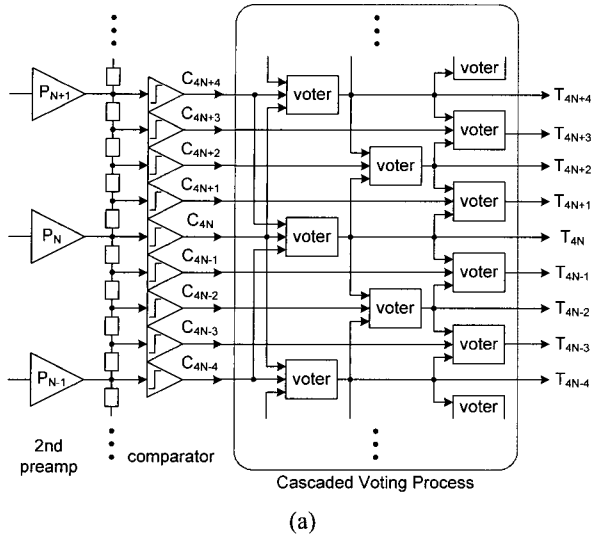 P_{N+1}
C_{4N+4}
voter
voter
T_{4N+4}
C_{4N+3}
voter
T_{4N+3}
C_{4N+2}
voter
T_{4N+2}
C_{4N+1}
voter
T_{4N+1}
P_N
C_{4N}
voter
T_{4N}
C_{4N-1}
voter
T_{4N-1}
C_{4N-2}
voter
T_{4N-2}
C_{4N-3}
voter
T_{4N-3}
P_{N-1}
C_{4N-4}
voter
T_{4N-4}
voter
2nd
preamp
comparator
Cascaded Voting Process
(a)